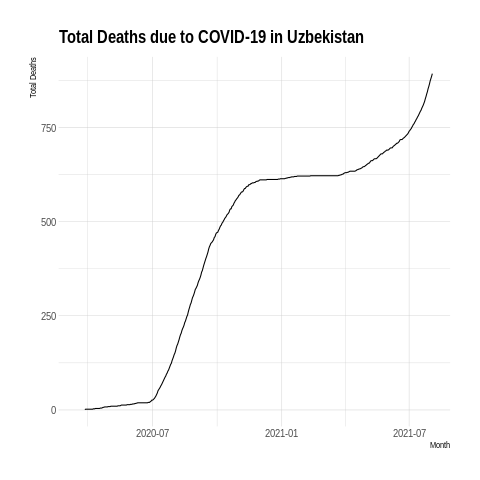 Total Deaths due to COVID-19 in Uzbekistan
Total Deaths
750
500
250
0
2020-07
2021-01
2021-07
Month